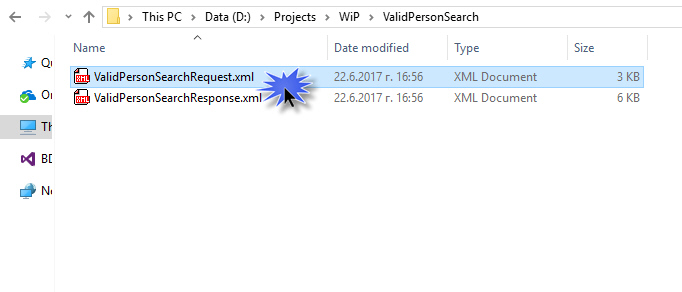 This PC > Data (D:) > Projects > WiP > ValidPersonSearch
Name Date modified Type Size
Qu
ValidPersonSearchRequest.xml 22.6.2017 г. 16:56 XML Document 3 KB
On
ValidPersonSearchResponse.xml 22.6.2017 г. 16:56 XML Document 6 KB
Th
BD
Ne